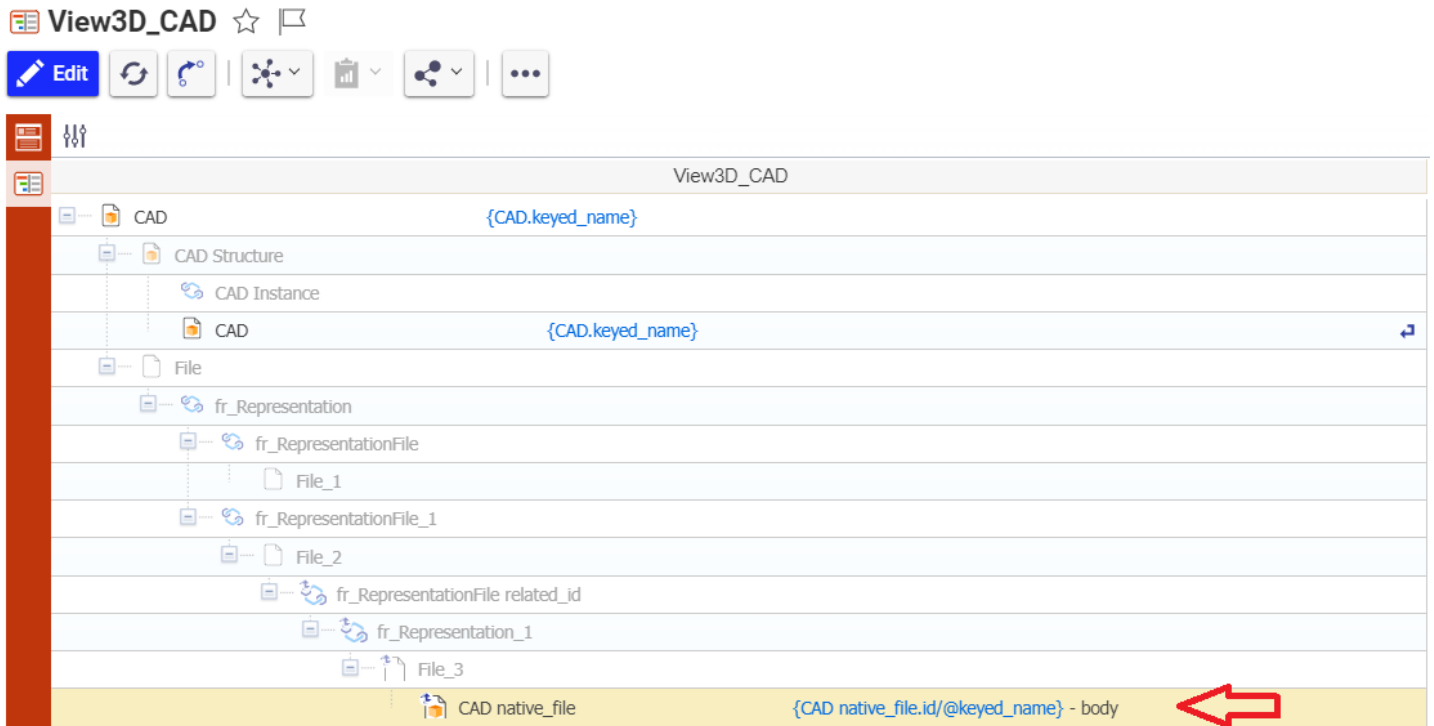 View3D_CAD
Edit
View3D_CAD
CAD {CAD.keyed_name}
CAD Structure
CAD Instance
CAD {CAD.keyed_name}
File
fr_Representation
fr_RepresentationFile
File_1
fr_RepresentationFile_1
File_2
fr_RepresentationFile related_id
fr_Representation_1
File_3
CAD native_file {CAD native_file.id/@keyed_name} - body